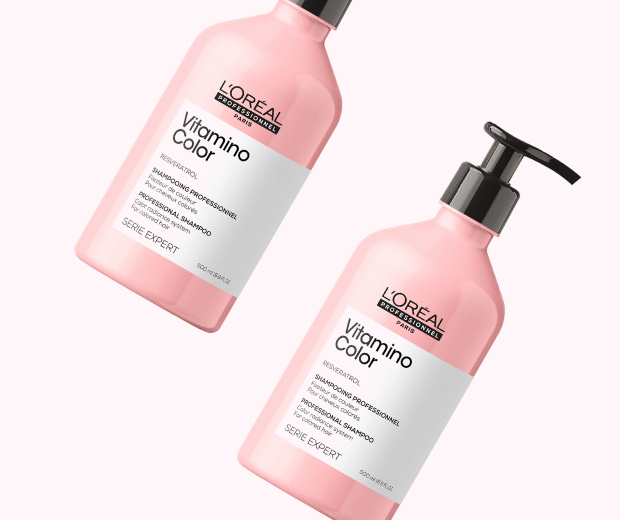 L'ORÉAL
PROFESSIONNEL
PARIS
Vitamino
Color
RESVERATROL
SHAMPOOING PROFESSIONNEL
Fixateur de couleur
Pour cheveux colorés
PROFESSIONAL SHAMPOO
Color radiance system
For colored hair
SERIE EXPERT
500 ml
L'ORÉAL
PROFESSIONNEL
PARIS
Vitamino
Color
RESVERATROL
SHAMPOOING PROFESSIONNEL
Fixateur de couleur
Pour cheveux colorés
PROFESSIONAL SHAMPOO
Color radiance system
For colored hair
SERIE EXPERT
500 ml